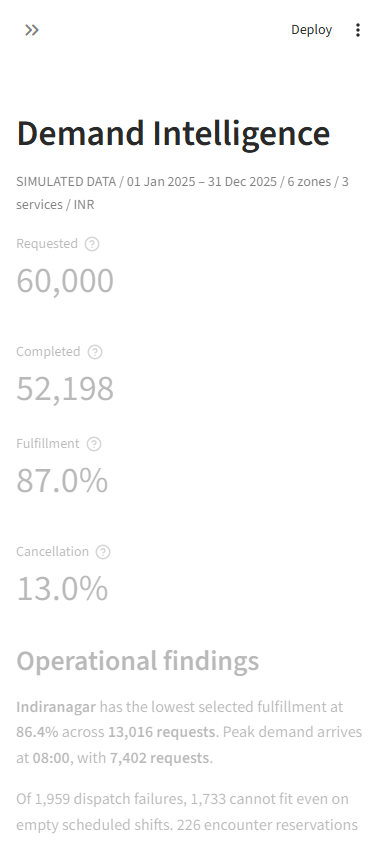 Deploy
Demand Intelligence
SIMULATED DATA / 01 Jan 2025 – 31 Dec 2025 / 6 zones / 3
services / INR
Requested
60,000
Completed
52,198
Fulfillment
87.0%
Cancellation
13.0%
Operational findings
Indiranagar has the lowest selected fulfillment at
86.4% across 13,016 requests. Peak demand arrives
at 08:00, with 7,402 requests.
Of 1,959 dispatch failures, 1,733 cannot fit even on
empty scheduled shifts. 226 encounter reservations